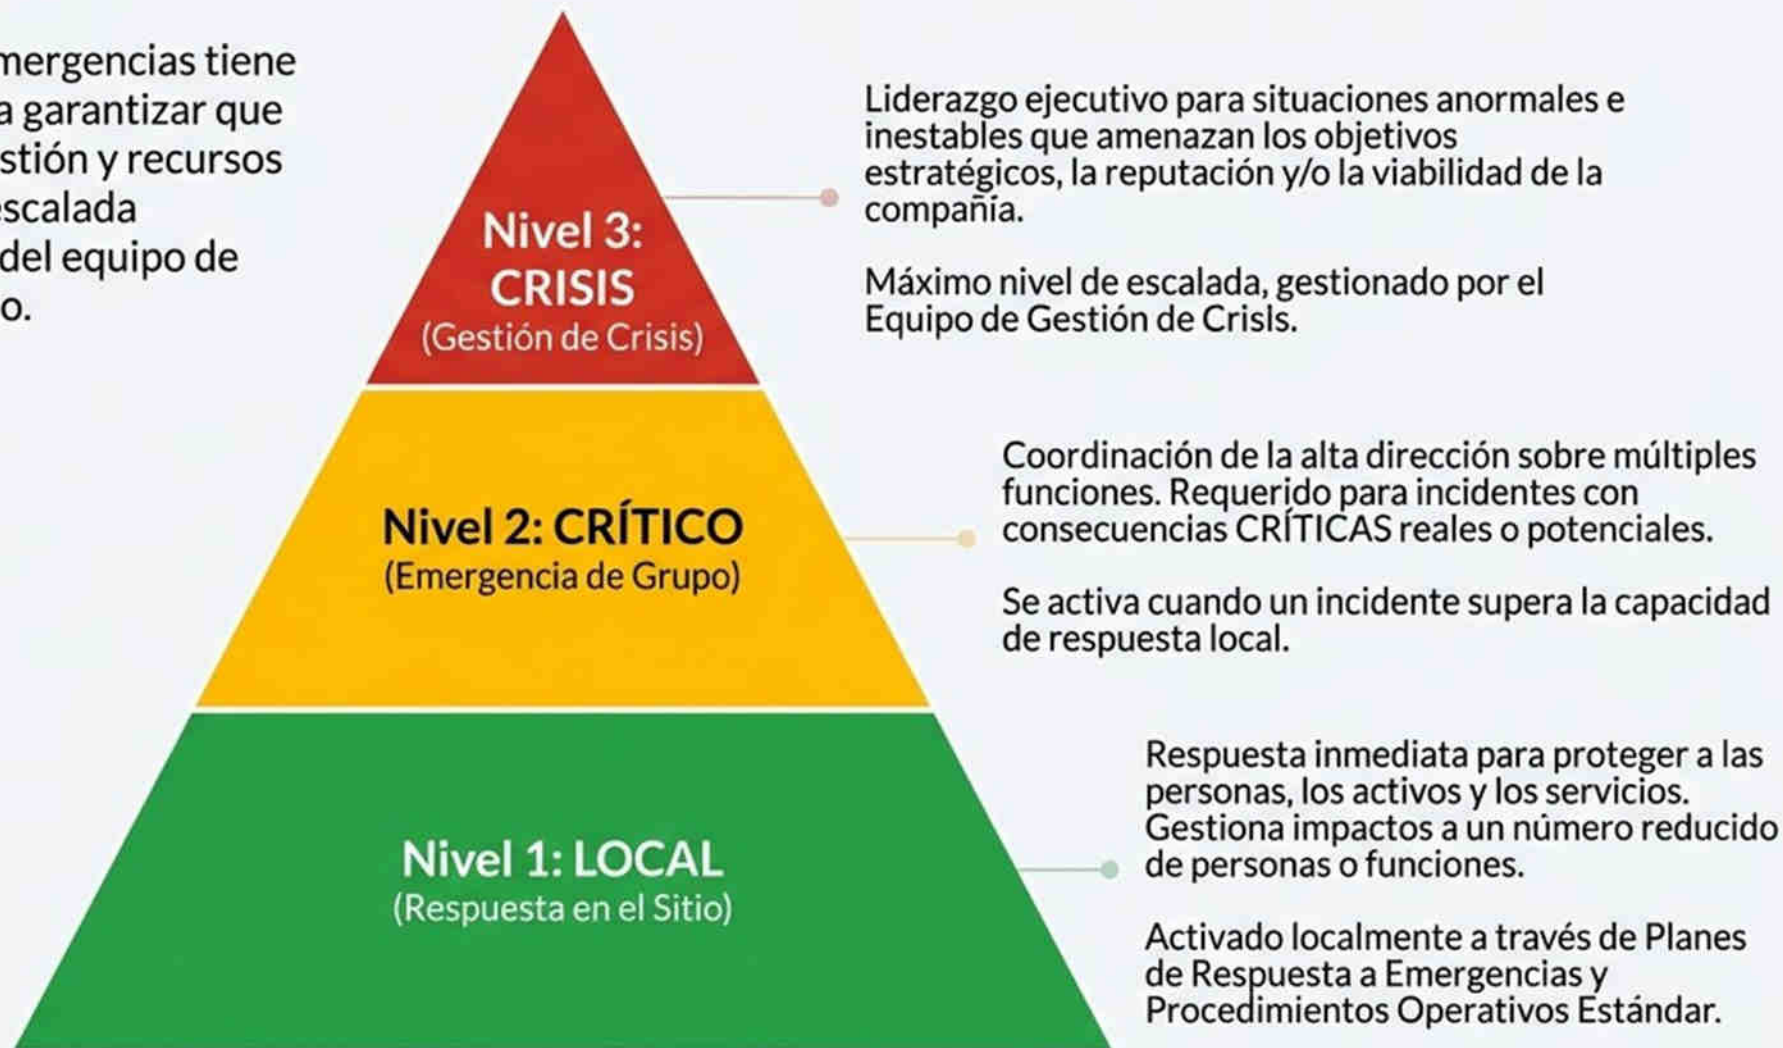 mergencias tiene
a garantizar que
stión y recursos
escalada
del equipo de
o.
Nivel 3:
CRISIS
(Gestión de Crisis)
Liderazgo ejecutivo para situaciones anormales e
inestables que amenazan los objetivos
estratégicos, la reputación y/o la viabilidad de la
compañía.
Máximo nivel de escalada, gestionado por el
Equipo de Gestión de Crisis.
Nivel 2: CRÍTICO
(Emergencia de Grupo)
Coordinación de la alta dirección sobre múltiples
funciones. Requerido para incidentes con
consecuencias CRÍTICAS reales o potenciales.
Se activa cuando un incidente supera la capacidad
de respuesta local.
Nivel 1: LOCAL
(Respuesta en el Sitio)
Respuesta inmediata para proteger a las
personas, los activos y los servicios.
Gestiona impactos a un número reducido
de personas o funciones.
Activado localmente a través de Planes
de Respuesta a Emergencias y
Procedimientos Operativos Estándar.